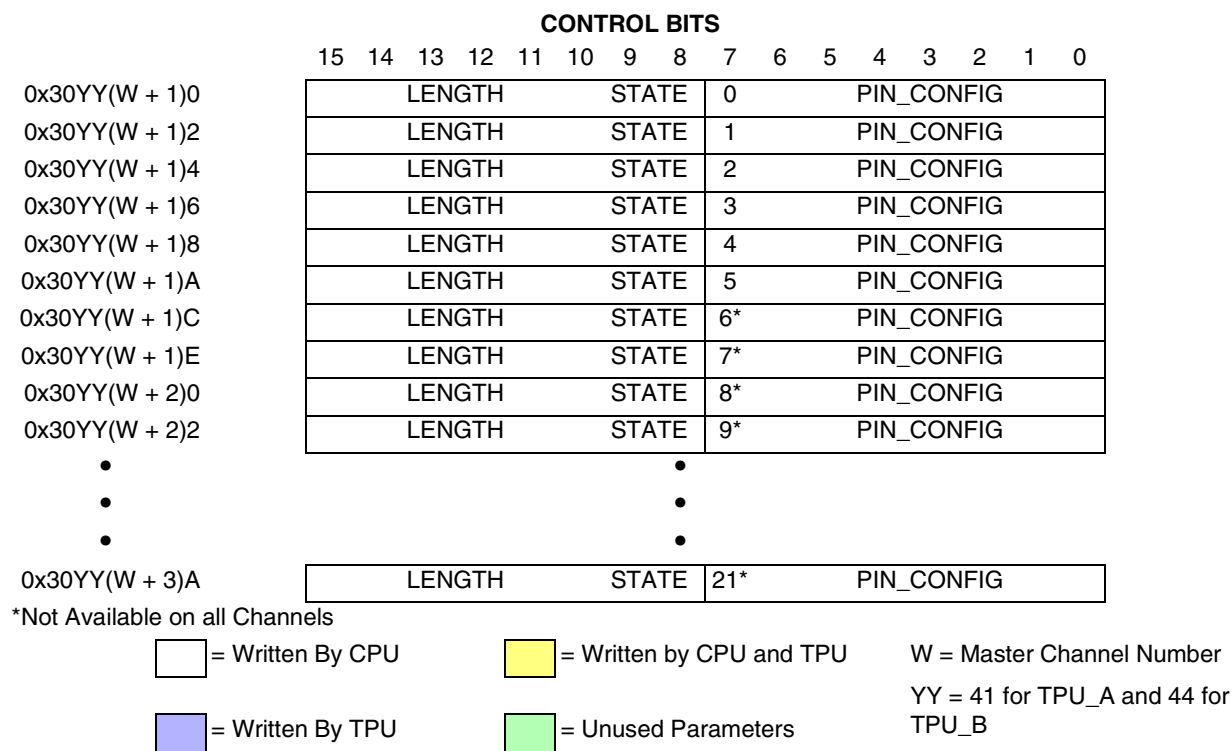 CONTROL BITS
15 14 13 12 11 10 9 8 7 6 5 4 3 2 1 0
0x30YY(W + 1)0 LENGTH STATE 0 PIN_CONFIG
0x30YY(W + 1)2 LENGTH STATE 1 PIN_CONFIG
0x30YY(W + 1)4 LENGTH STATE 2 PIN_CONFIG
0x30YY(W + 1)6 LENGTH STATE 3 PIN_CONFIG
0x30YY(W + 1)8 LENGTH STATE 4 PIN_CONFIG
0x30YY(W + 1)A LENGTH STATE 5 PIN_CONFIG
0x30YY(W + 1)C LENGTH STATE 6* PIN_CONFIG
0x30YY(W + 1)E LENGTH STATE 7* PIN_CONFIG
0x30YY(W + 2)0 LENGTH STATE 8* PIN_CONFIG
0x30YY(W + 2)2 LENGTH STATE 9* PIN_CONFIG
• •
• •
• •
0x30YY(W + 3)A LENGTH STATE 21* PIN_CONFIG
*Not Available on all Channels
= Written By CPU = Written by CPU and TPU W = Master Channel Number
YY = 41 for TPU_A and 44 for
= Written By TPU = Unused Parameters TPU_B